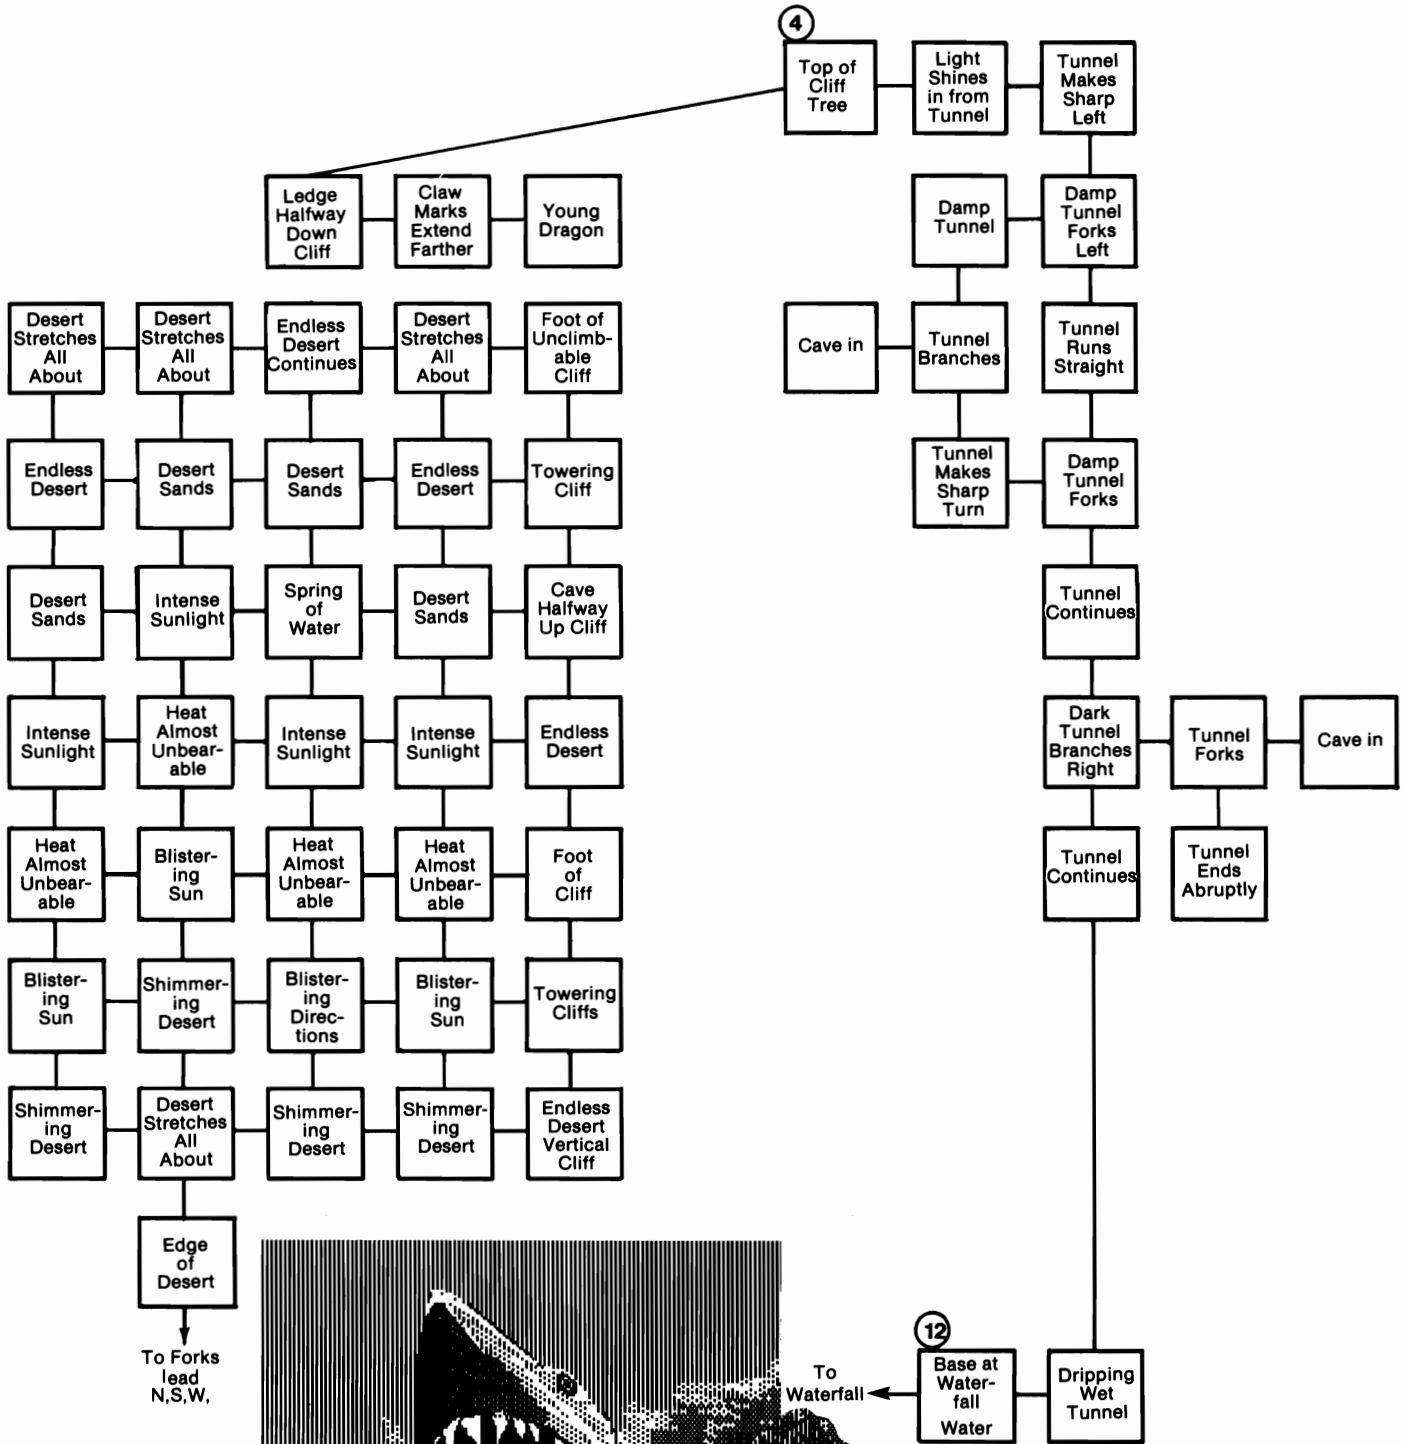 4
Top of
Cliff
Tree
Light
Shines
in from
Tunnel
Tunnel
Makes
Sharp
Left
Ledge
Halfway
Down
Cliff
Claw
Marks
Extend
Farther
Young
Dragon
Damp
Tunnel
Damp
Tunnel
Forks
Left
Desert
Stretches
All
About
Desert
Stretches
All
About
Endless
Desert
Continues
Desert
Stretches
All
About
Foot of
Unclimb-
able
Cliff
Cave in
Tunnel
Branches
Tunnel
Runs
Straight
Endless
Desert
Desert
Sands
Desert
Sands
Endless
Desert
Towering
Cliff
Tunnel
Makes
Sharp
Turn
Damp
Tunnel
Forks
Desert
Sands
Intense
Sunlight
Spring
of
Water
Desert
Sands
Cave
Halfway
Up Cliff
Tunnel
Continues
Intense
Sunlight
Heat
Almost
Unbear-
able
Intense
Sunlight
Intense
Sunlight
Endless
Desert
Dark
Tunnel
Branches
Right
Tunnel
Forks
Cave in
Heat
Almost
Unbear-
able
Blister-
ing
Sun
Heat
Almost
Unbear-
able
Heat
Almost
Unbear-
able
Foot
of
Cliff
Tunnel
Continues
Tunnel
Ends
Abruptly
Blister-
ing
Sun
Shimmer-
ing
Desert
Blister-
ing
Direc-
tions
Blister-
ing
Sun
Towering
Cliffs
Shimmer-
ing
Desert
Desert
Stretches
All
About
Shimmer-
ing
Desert
Shimmer-
ing
Desert
Endless
Desert
Vertical
Cliff
Edge
of
Desert
To Forks
lead
N,S,W,
12
To
Waterfall
Base at
Water-
fall
Water
Dripping
Wet
Tunnel